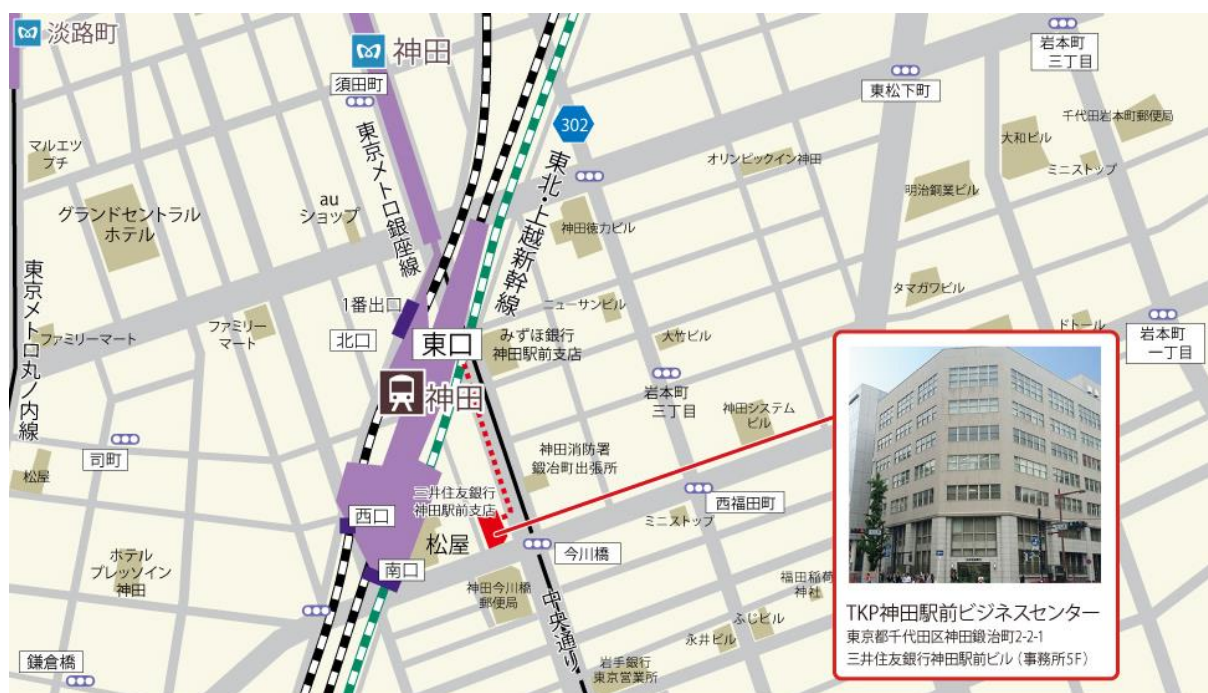 淡路町
神田
須田町
302
岩本町
三丁目
東松下町
千代田岩本町郵便局
大和ビル
ミニストップ
マルエツ
プチ
東京メトロ銀座線
東北・上越新幹線
オリンピックイン神田
明治鋼業ビル
au
ショップ
グランドセントラル
ホテル
神田徳力ビル
東京メトロ丸ノ内線
1番出口
ニューサンビル
タマガワビル
ファミリーマート
ファミリー
マート
北口
東口
みずほ銀行
神田駅前支店
大竹ビル
ドトール
岩本町
一丁目
神田
岩本町
三丁目
神田システム
ビル
司町
松屋
神田消防署
鍛冶町出張所
三井住友銀行
神田駅前支店
西福田町
西口
松屋
ミニストップ
今川橋
ホテル
プレッソイン
神田
南口
神田今川橋
郵便局
中央通り
福田稲荷
神社
ふじビル
永井ビル
鎌倉橋
岩手銀行
東京営業所
TKP神田駅前ビジネスセンター
東京都千代田区神田鍛治町2-2-1
三井住友銀行神田駅前ビル（事務所5F）